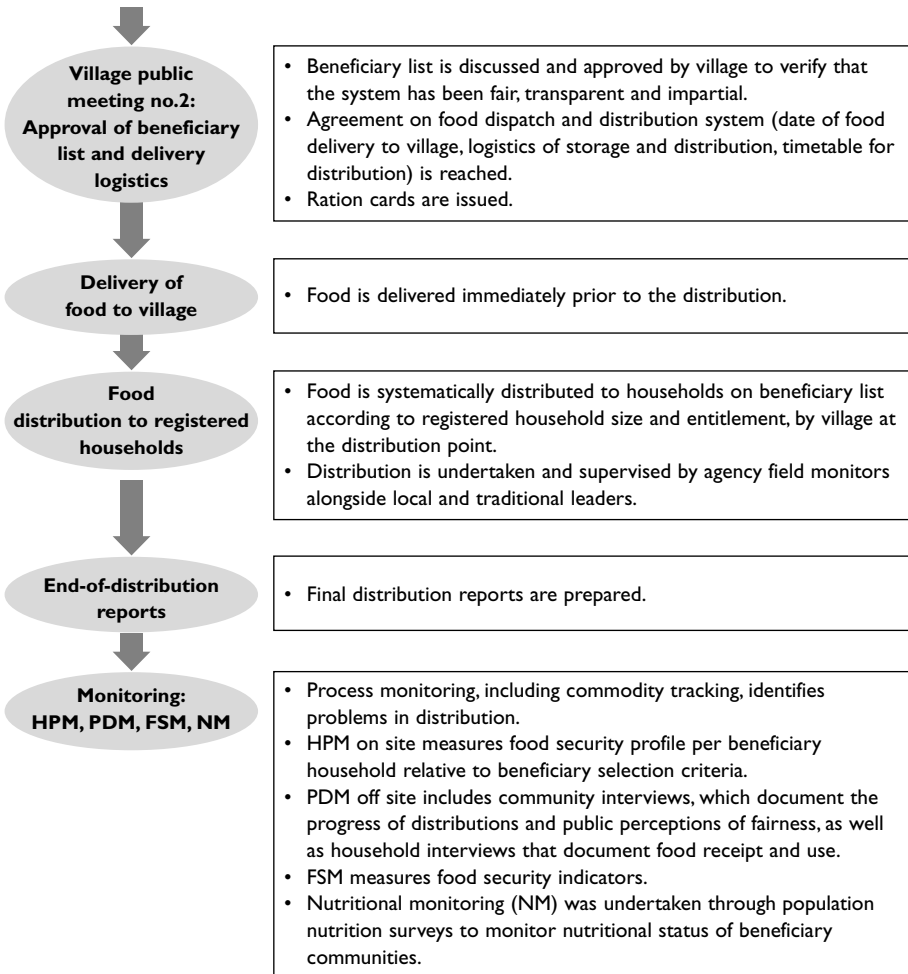 Village public
meeting no.2:
Approval of beneficiary
list and delivery
logistics
• Beneficiary list is discussed and approved by village to verify that
the system has been fair, transparent and impartial.
• Agreement on food dispatch and distribution system (date of food
delivery to village, logistics of storage and distribution, timetable for
distribution) is reached.
• Ration cards are issued.
Delivery of
food to village
• Food is delivered immediately prior to the distribution.
Food
distribution to registered
households
• Food is systematically distributed to households on beneficiary list
according to registered household size and entitlement, by village at
the distribution point.
• Distribution is undertaken and supervised by agency field monitors
alongside local and traditional leaders.
End-of-distribution
reports
• Final distribution reports are prepared.
Monitoring:
HPM, PDM, FSM, NM
• Process monitoring, including commodity tracking, identifies
problems in distribution.
• HPM on site measures food security profile per beneficiary
household relative to beneficiary selection criteria.
• PDM off site includes community interviews, which document the
progress of distributions and public perceptions of fairness, as well
as household interviews that document food receipt and use.
• FSM measures food security indicators.
• Nutritional monitoring (NM) was undertaken through population
nutrition surveys to monitor nutritional status of beneficiary
communities.